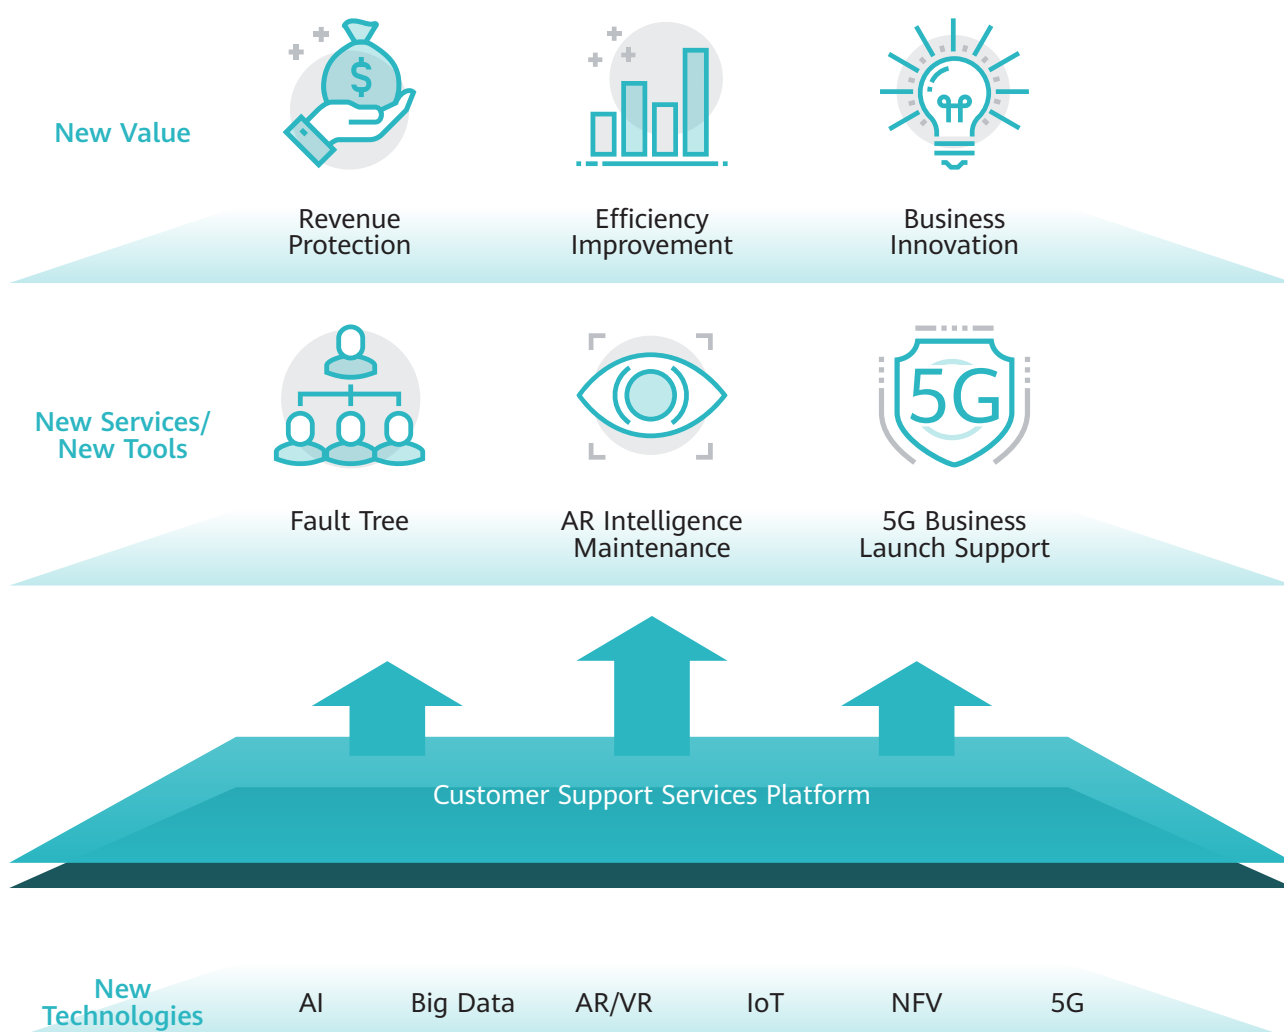 $
New Value
Revenue
Protection
Efficiency
Improvement
Business
Innovation
5G
New Services/
New Tools
Fault Tree
AR Intelligence
Maintenance
5G Business
Launch Support
Customer Support Services Platform
New
Technologies
AI
Big Data
AR/VR
IoT
NFV
5G